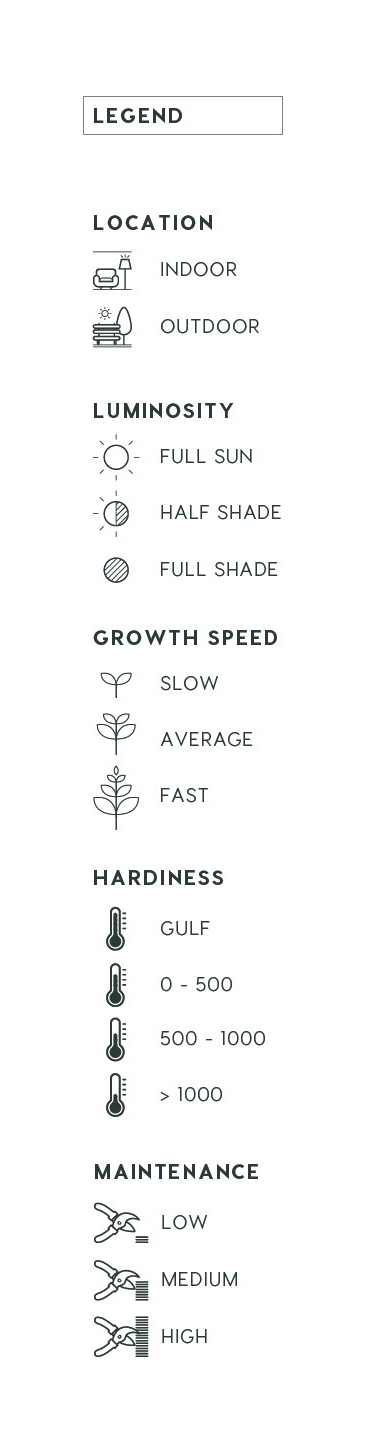 LEGEND
LOCATION
INDOOR
OUTDOOR
LUMINOSITY
FULL SUN
HALF SHADE
FULL SHADE
GROWTH SPEED
SLOW
AVERAGE
FAST
HARDINESS
GULF
0 - 500
500 - 1000
> 1000
MAINTENANCE
LOW
MEDIUM
HIGH